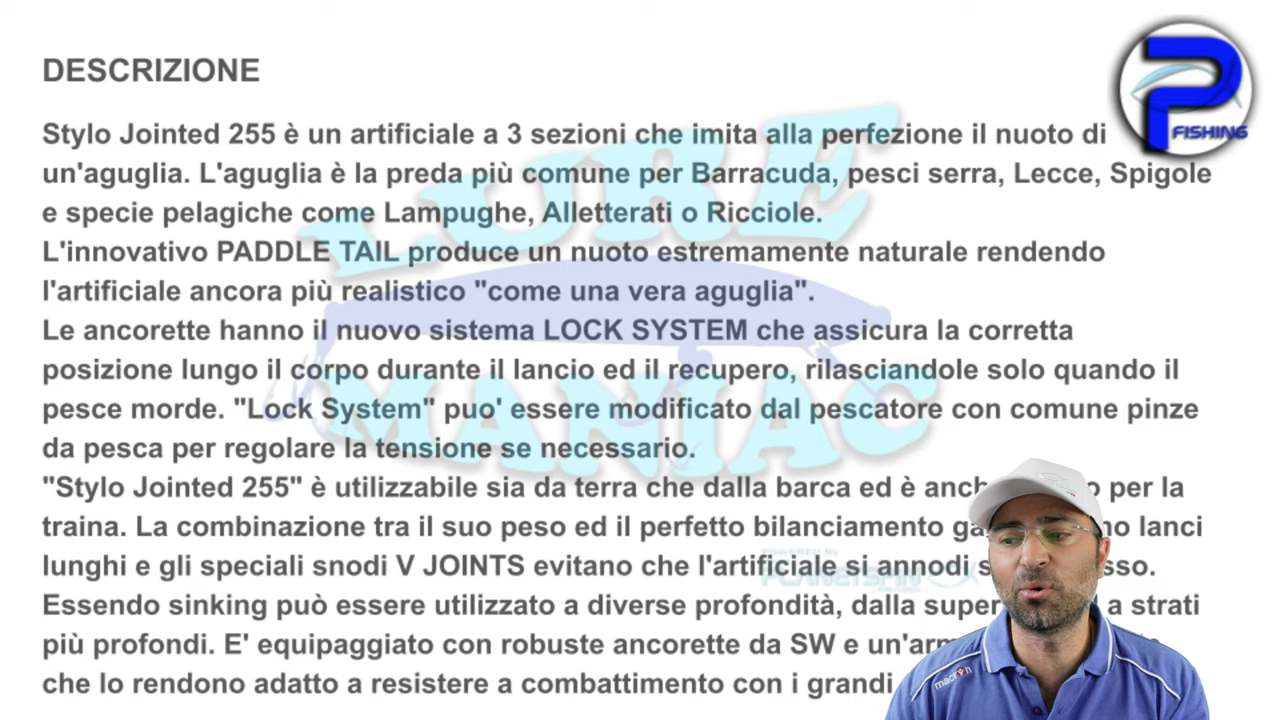 DESCRIZIONE
P
FISHING
Stylo Jointed 255 è un artificiale a 3 sezioni che imita alla perfezione il nuoto di
un'aguglia. L'aguglia è la preda più comune per Barracuda, pesci serra, Lecce, Spigole
e specie pelagiche come Lampughe, Alletterati o Ricciole.
L'innovativo PADDLE TAIL produce un nuoto estremamente naturale rendendo
l'artificiale ancora più realistico "come una vera aguglia".
Le ancorette hanno il nuovo sistema LOCK SYSTEM che assicura la corretta
posizione lungo il corpo durante il lancio ed il recupero, rilasciandole solo quando il
pesce morde. "Lock System" puo' essere modificato dal pescatore con comune pinze
da pesca per regolare la tensione se necessario.
"Stylo Jointed 255" è utilizzabile sia da terra che dalla barca ed è per la
traina. La combinazione tra il suo peso ed il perfetto bilanciamento lanci
lunghi e gli speciali snodi V JOINTS evitano che l'artificiale si annodi
Essendo sinking può essere utilizzato a diverse profondità, dalla a strati
più profondi. E' equipaggiato con robuste ancorette da SW e
che lo rendono adatto a resistere a combattimento con i grandi
LURE
MANIAC
POWERED By
PLANETSPIN
macron